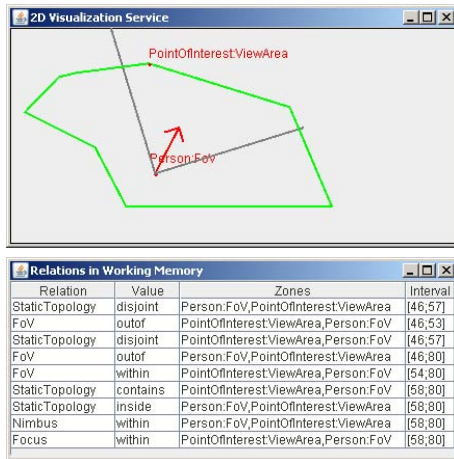 2D Visualization Service
PointOfInterest:ViewArea
Person:FoV
Relations in Working Memory
Relation Value Zones Interval
StaticTopology disjoint Person:FoV,PointOfInterest:ViewArea [46;57]
FoV outof PointOfInterest:ViewArea,Person:FoV [46;53]
StaticTopology disjoint PointOfInterest:ViewArea,Person:FoV [46;57]
FoV outof Person:FoV,PointOfInterest:ViewArea [46;80]
FoV within PointOfInterest:ViewArea,Person:FoV [54;80]
StaticTopology contains PointOfInterest:ViewArea,Person:FoV [58;80]
StaticTopology inside Person:FoV,PointOfInterest:ViewArea [58;80]
Nimbus within Person:FoV,PointOfInterest:ViewArea [58;80]
Focus within PointOfInterest:ViewArea,Person:FoV [58;80]